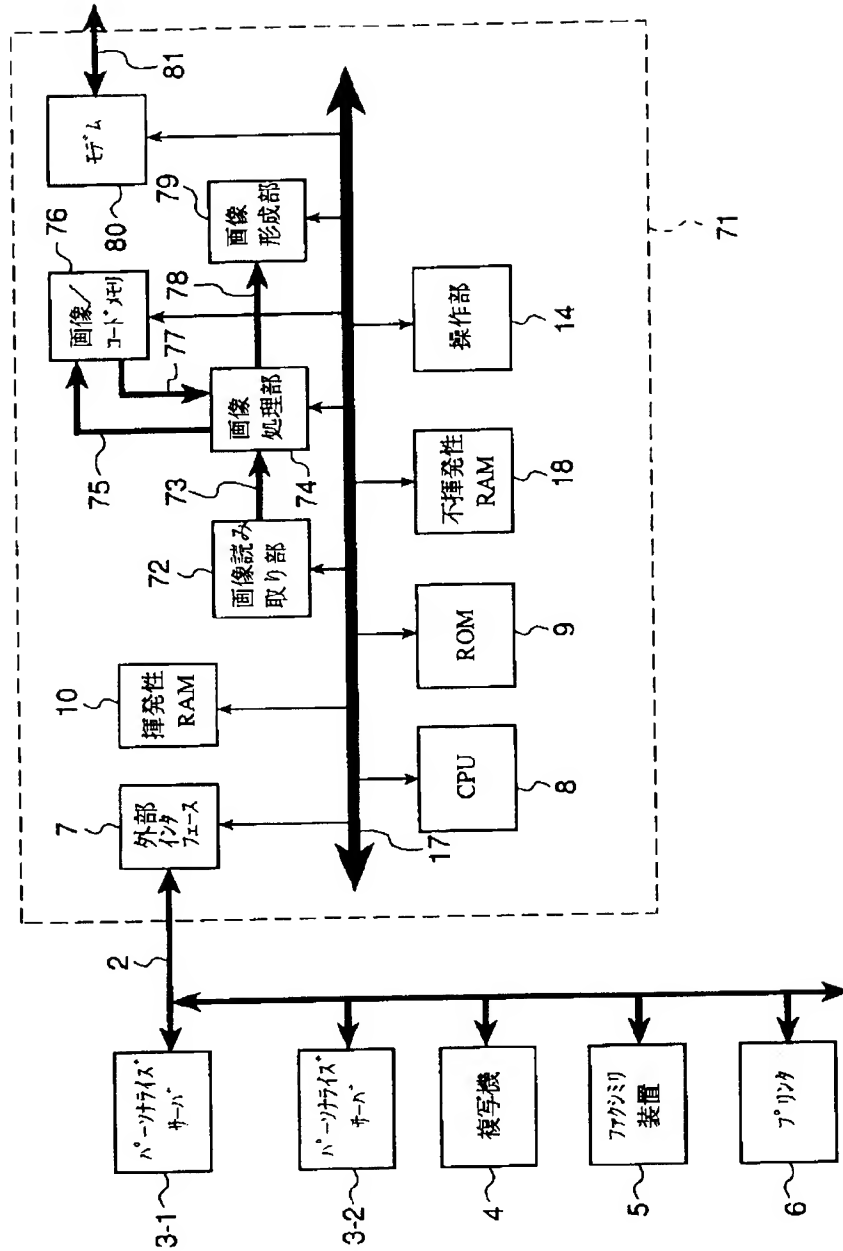 3-1
パーソナライズ
サーバ
3-2
パーソナライズ
サーバ
4
複写機
5
ファクシミリ
装置
6
プリンタ
2
7
外部
インタ
フェース
10
揮発性
RAM
72
画像読み
取り部
73
画像
処理部
74
75
76
画像/
コードメモリ
77
78
79
画像
形成部
80
モデム
81
17
CPU
8
ROM
9
不揮発性
RAM
18
操作部
14
71